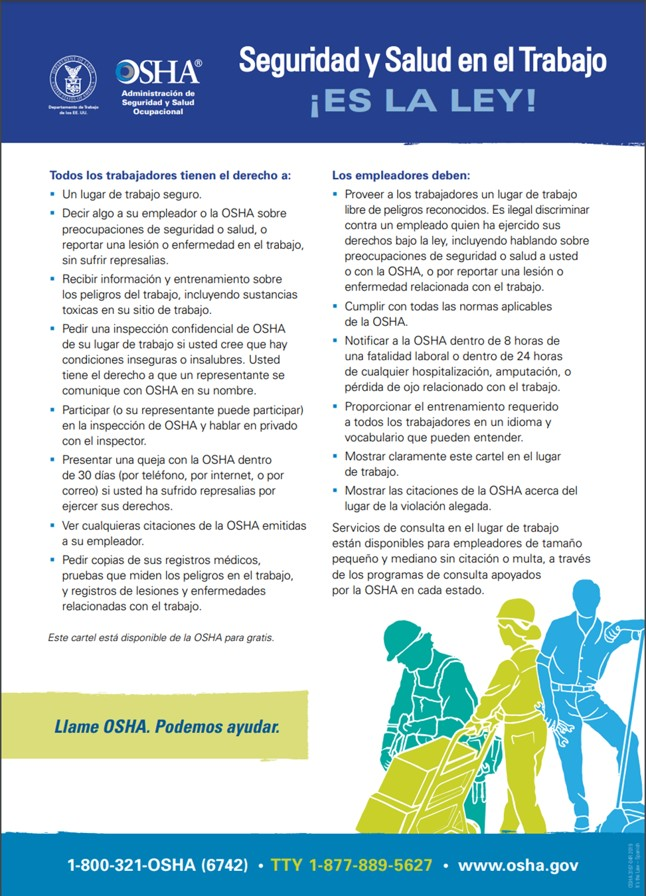 Departamento de Trabajo
de los EE. UU.
OSHA®
Administración de
Seguridad y Salud
Ocupacional
Seguridad y Salud en el Trabajo
¡ES LA LEY!
Todos los trabajadores tienen el derecho a:
▪ Un lugar de trabajo seguro.
▪ Decir algo a su empleador o la OSHA sobre
preocupaciones de seguridad o salud, o
reportar una lesión o enfermedad en el trabajo,
sin sufrir represalias.
▪ Recibir información y entrenamiento sobre
los peligros del trabajo, incluyendo sustancias
toxicas en su sitio de trabajo.
▪ Pedir una inspección confidencial de OSHA
de su lugar de trabajo si usted cree que hay
condiciones inseguras o insalubres. Usted
tiene el derecho a que un representante se
comunique con OSHA en su nombre.
▪ Participar (o su representante puede participar)
en la inspección de OSHA y hablar en privado
con el inspector.
▪ Presentar una queja con la OSHA dentro
de 30 días (por teléfono, por internet, o por
correo) si usted ha sufrido represalias por
ejercer sus derechos.
▪ Ver cualquieras citaciones de la OSHA emitidas
a su empleador.
▪ Pedir copias de sus registros médicos,
pruebas que miden los peligros en el trabajo,
y registros de lesiones y enfermedades
relacionadas con el trabajo.
Este cartel está disponible de la OSHA para gratis.
Los empleadores deben:
▪ Proveer a los trabajadores un lugar de trabajo
libre de peligros reconocidos. Es ilegal discriminar
contra un empleado quien ha ejercido sus
derechos bajo la ley, incluyendo hablando sobre
preocupaciones de seguridad o salud a usted
o con la OSHA, o por reportar una lesión o
enfermedad relacionada con el trabajo.
▪ Cumplir con todas las normas aplicables
de la OSHA.
▪ Notificar a la OSHA dentro de 8 horas de
una fatalidad laboral o dentro de 24 horas
de cualquier hospitalización, amputación, o
pérdida de ojo relacionado con el trabajo.
▪ Proporcionar el entrenamiento requerido
a todos los trabajadores en un idioma y
vocabulario que pueden entender.
▪ Mostrar claramente este cartel en el lugar
de trabajo.
▪ Mostrar las citaciones de la OSHA acerca del
lugar de la violación alegada.
Servicios de consulta en el lugar de trabajo
están disponibles para empleadores de tamaño
pequeño y mediano sin citación o multa, a través
de los programas de consulta apoyados
por la OSHA en cada estado.
Llame OSHA. Podemos ayudar.
1-800-321-OSHA (6742) • TTY 1-877-889-5627 • www.osha.gov